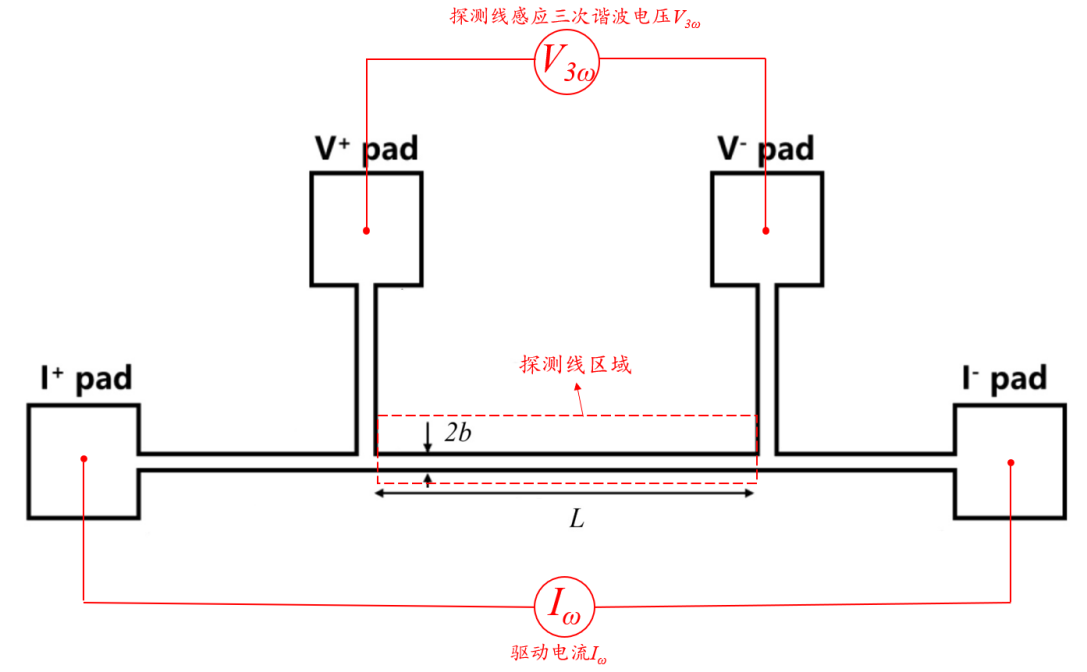 探测线感应三次谐波电压V3ω
V3ω
V+ pad
V- pad
探测线区域
I+ pad
I- pad
2b
L
Iω
驱动电流Iω